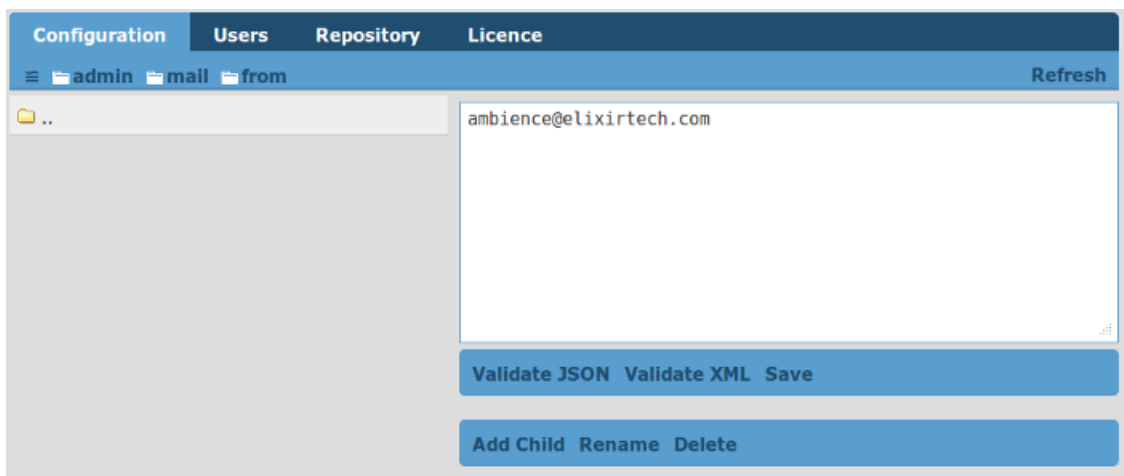 Configuration Users Repository Licence
admin mail from Refresh
..
ambience@elixirtech.com
Validate JSON Validate XML Save
Add Child Rename Delete